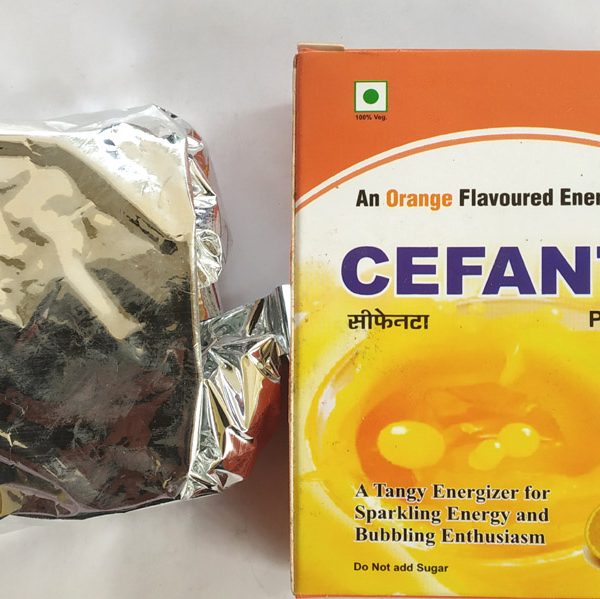 100% Veg.
An Orange Flavoured Ener
CEFAN
सीफेनटा
P
A Tangy Energizer for
Sparkling Energy and
Bubbling Enthusiasm
Do Not add Sugar